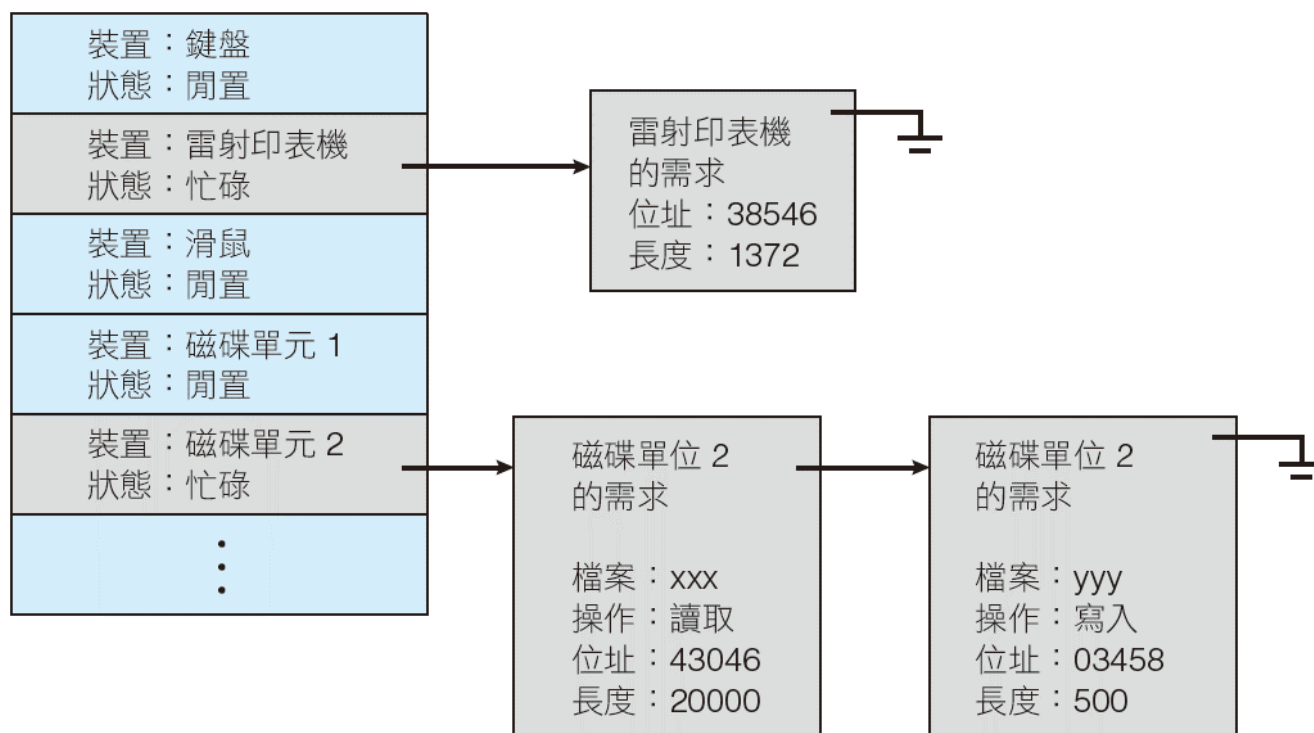 裝置：鍵盤
狀態：閒置
裝置：雷射印表機
狀態：忙碌
裝置：滑鼠
狀態：閒置
裝置：磁碟單元 1
狀態：閒置
裝置：磁碟單元 2
狀態：忙碌
雷射印表機
的需求
位址：38546
長度：1372
磁碟單位 2
的需求
檔案：xxx
操作：讀取
位址：43046
長度：20000
磁碟單位 2
的需求
檔案：yyy
操作：寫入
位址：03458
長度：500